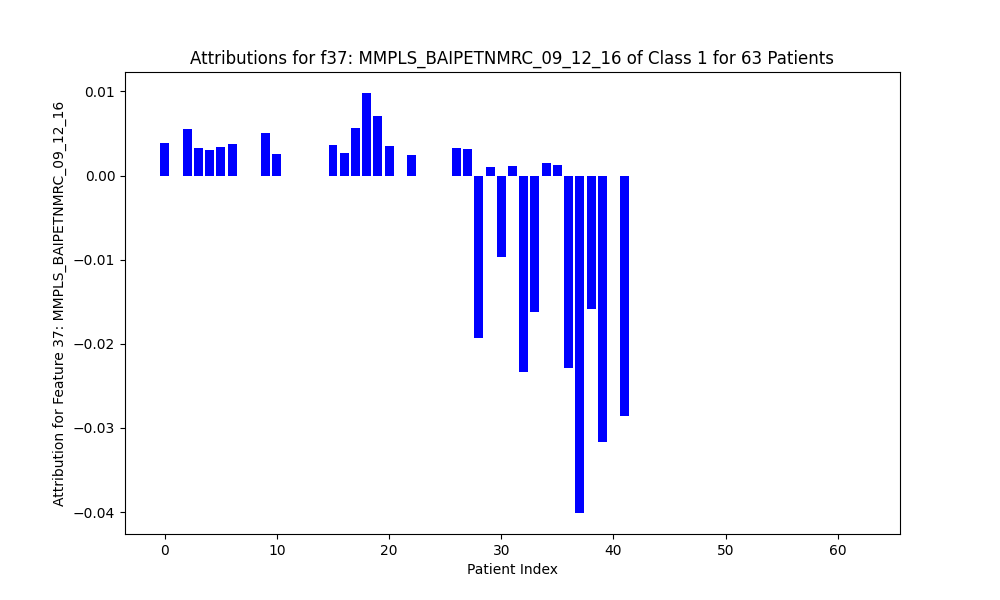 Attributions for f37: MMPLS_BAIPETNMRC_09_12_16 of Class 1 for 63 Patients
Attribution for Feature 37: MMPLS_BAIPETNMRC_09_12_16
0.01
0.00
−0.01
−0.02
−0.03
−0.04
0 10 20 30 40 50 60
Patient Index